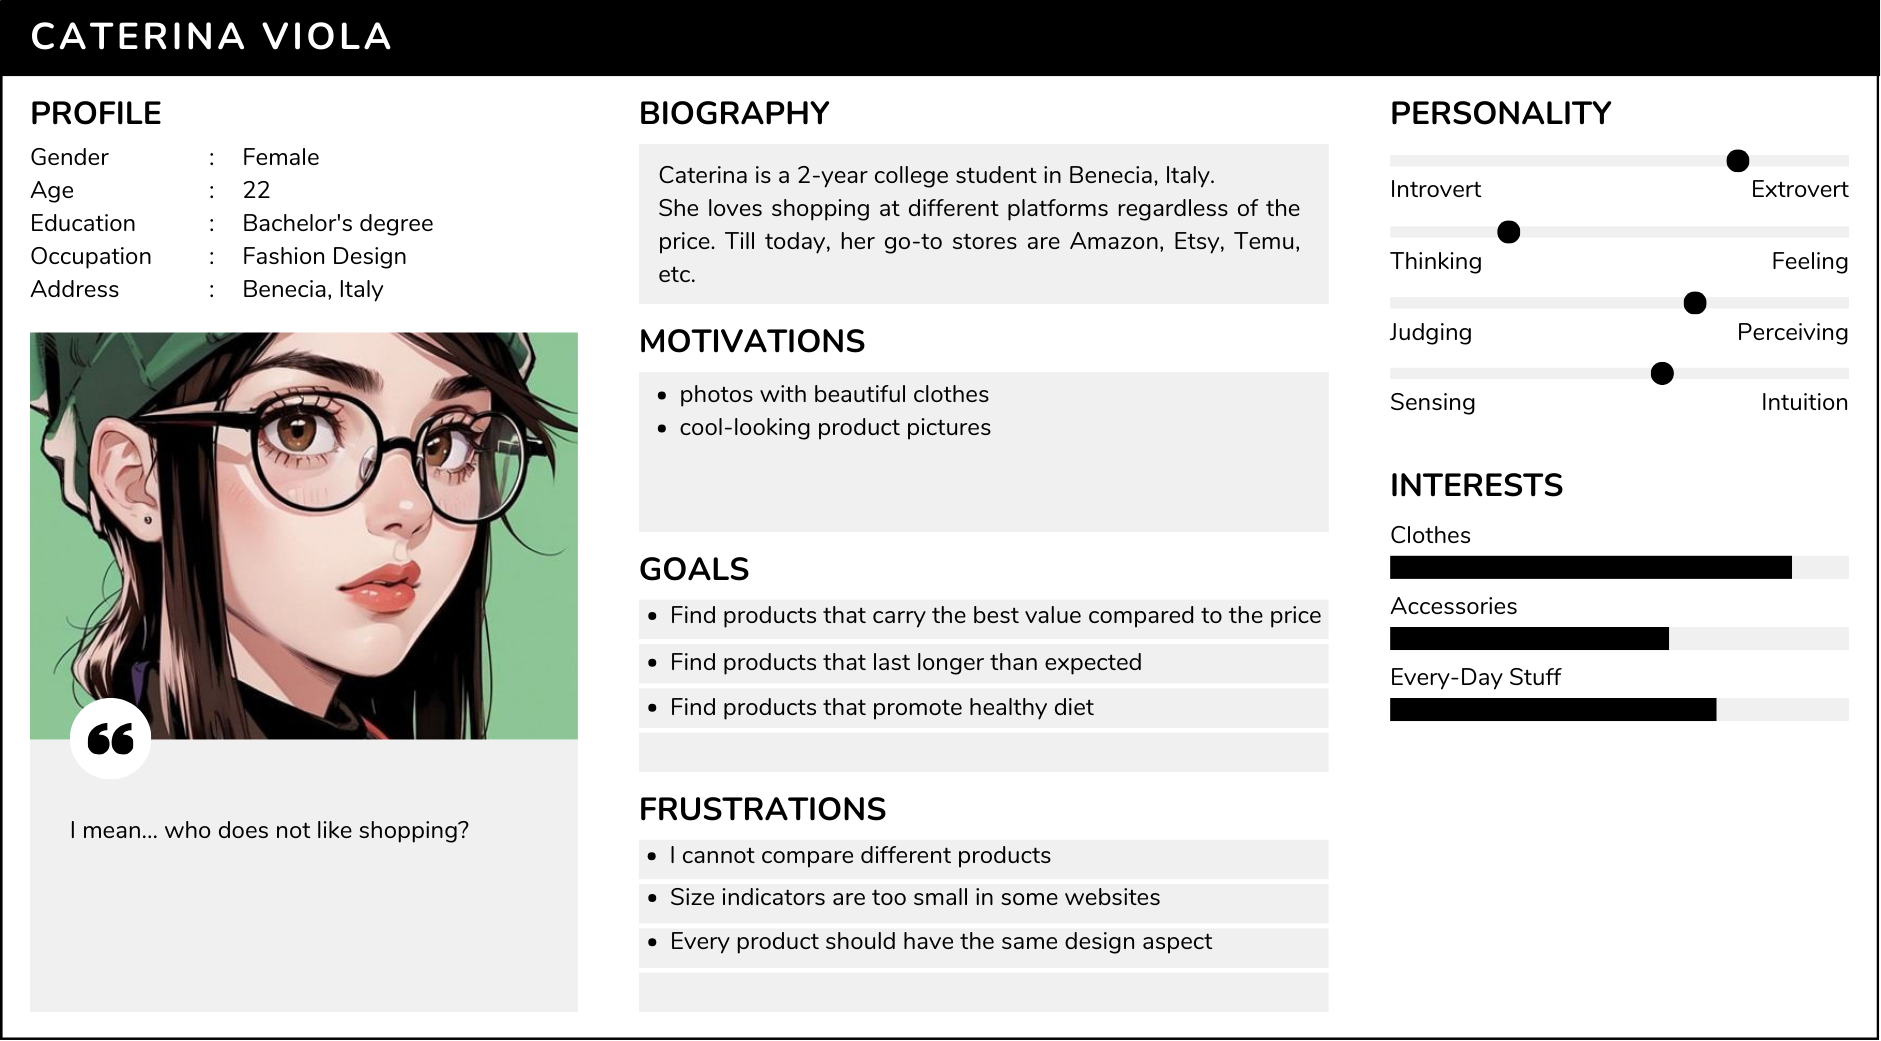 CATERINA VIOLA
PROFILE
Gender : Female
Age : 22
Education : Bachelor's degree
Occupation : Fashion Design
Address : Benecia, Italy
“
I mean... who does not like shopping?
BIOGRAPHY
Caterina is a 2-year college student in Benecia, Italy.
She loves shopping at different platforms regardless of the
price. Till today, her go-to stores are Amazon, Etsy, Temu,
etc.
MOTIVATIONS
• photos with beautiful clothes
• cool-looking product pictures
GOALS
• Find products that carry the best value compared to the price
• Find products that last longer than expected
• Find products that promote healthy diet
FRUSTRATIONS
• I cannot compare different products
• Size indicators are too small in some websites
• Every product should have the same design aspect
PERSONALITY
Introvert Extrovert
Thinking Feeling
Judging Perceiving
Sensing Intuition
INTERESTS
Clothes
Accessories
Every-Day Stuff